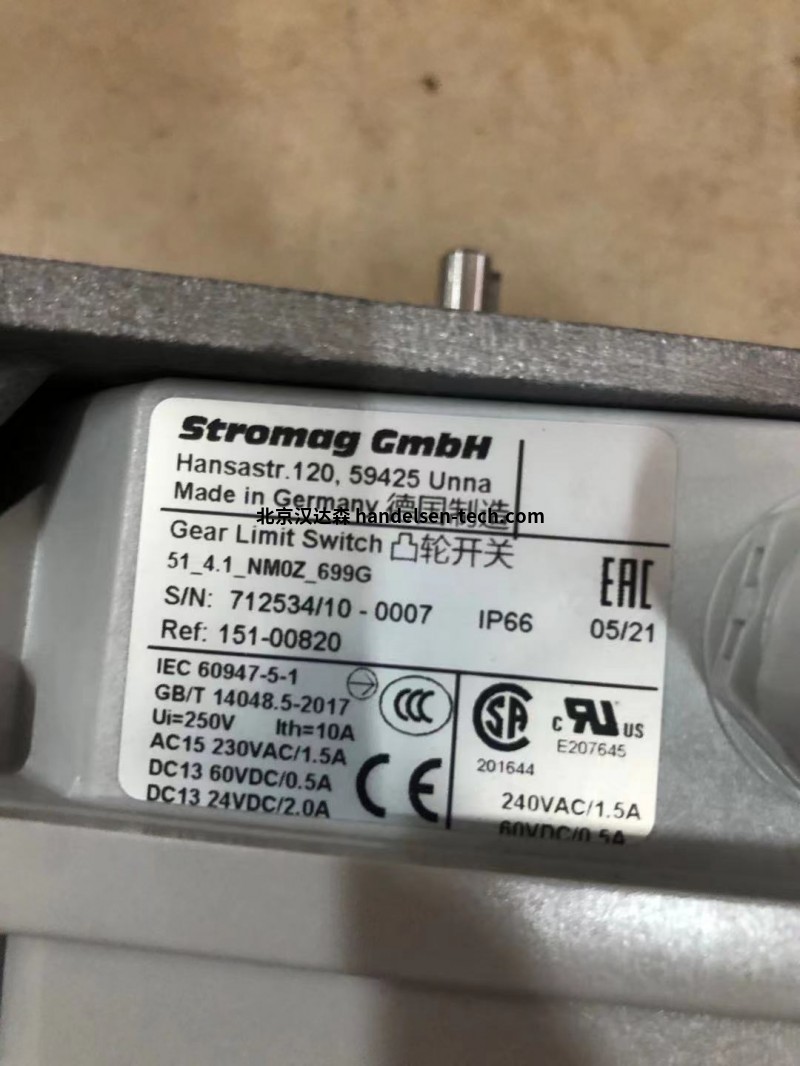 Stromag GmbH
Hansastr.120, 59425 Unna
Made in Germany 德国制造
北京汉达森 handelsen-tech.com
Gear Limit Switch 凸轮开关
51_4.1_NM0Z_699G
EAC
S/N: 712534/10 - 0007 IP66 05/21
Ref: 151-00820
IEC 60947-5-1
GB/T 14048.5-2017
Ui=250V Ith=10A
AC15 230VAC/1.5A
DC13 60VDC/0.5A
DC13 24VDC/2.0A
CCC
CE
SA
201644
c RU US
E207645
240VAC/1.5A
60VDC/0.5A